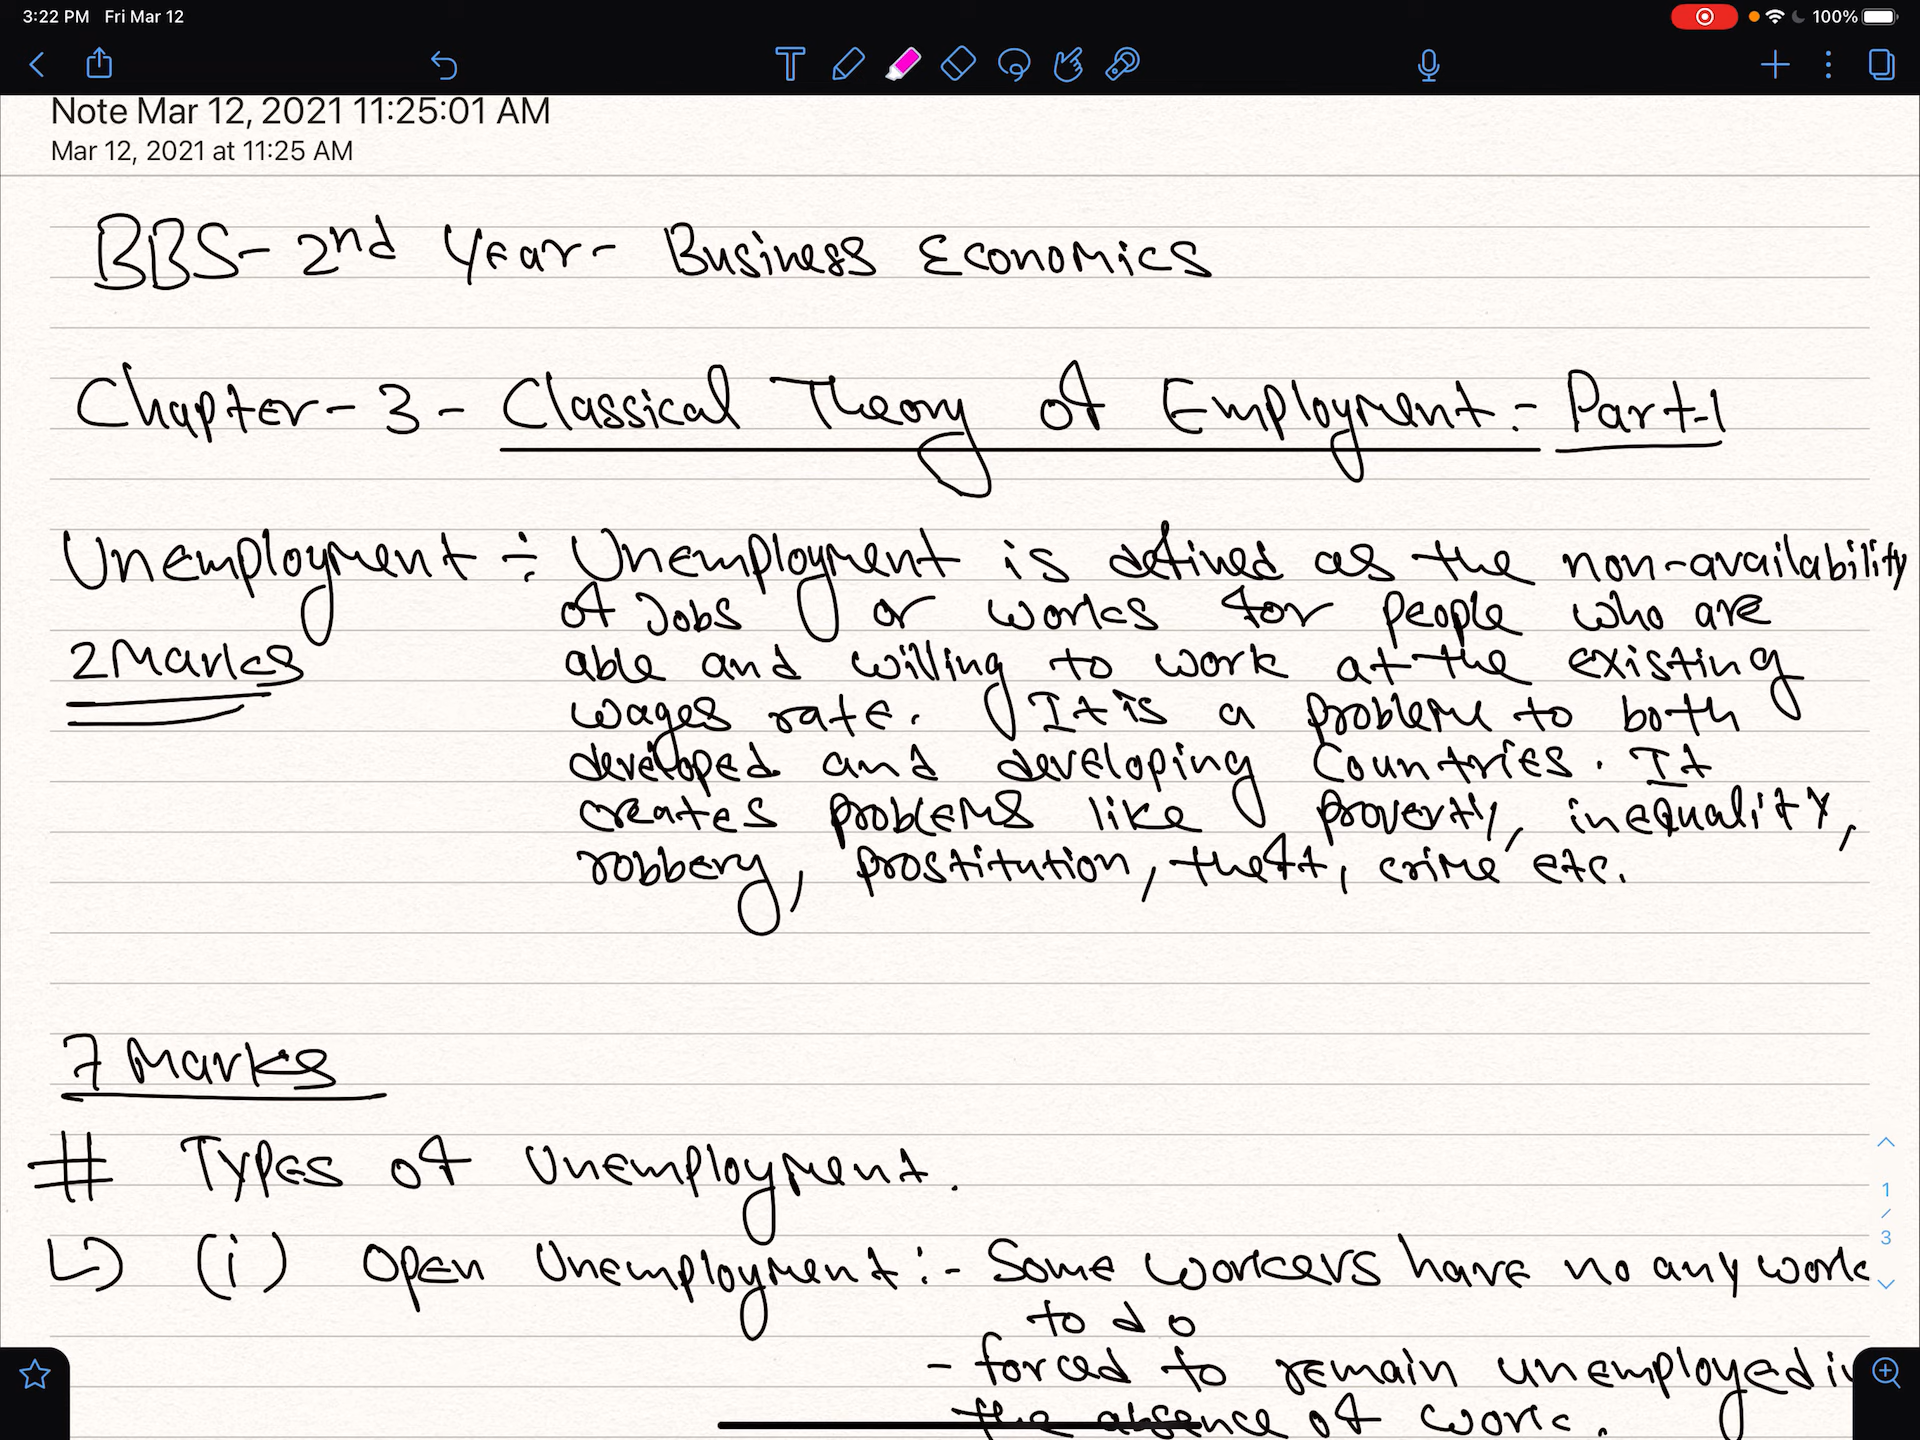 3:22 PM Fri Mar 12
100%
Note Mar 12, 2021 11:25:01 AM
Mar 12, 2021 at 11:25 AM
BBS- 2nd Year- Business Economics
Chapter-3- Classical Theory of Employment:- Part-1
Unemployment ÷ Unemployment is defined as the non-availability
of Jobs or works for people who are
2 Marks
able and willing to work at the existing
wages rate. It is a problem to both
developed and developing Countries. It
creates problems like proverty, inequality,
robbery, prostitution, theft, crime etc.
7 Marks
# Types of Unemployment.
↳ (i) Open Unemployment:- Some workers have no any work
to do
- forced to remain unemployed in
the absence of work.
1
/
3